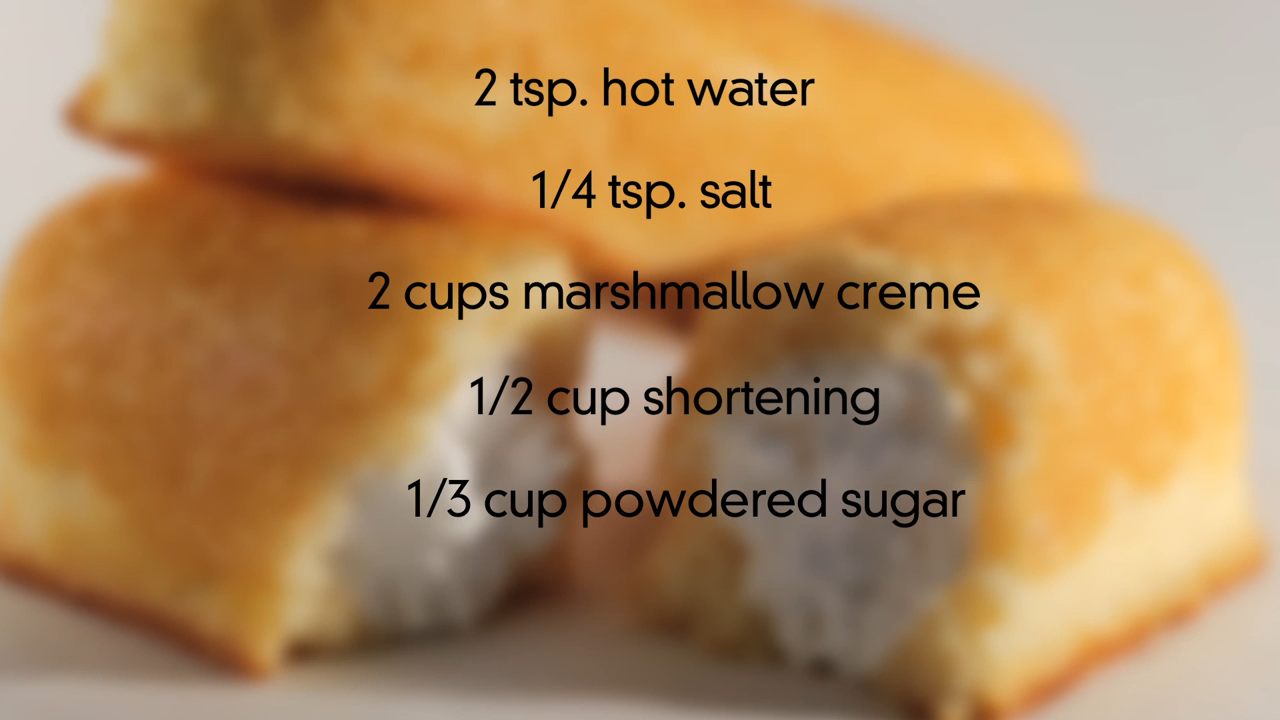 2 tsp. hot water
1/4 tsp. salt
2 cups marshmallow creme
1/2 cup shortening
1/3 cup powdered sugar